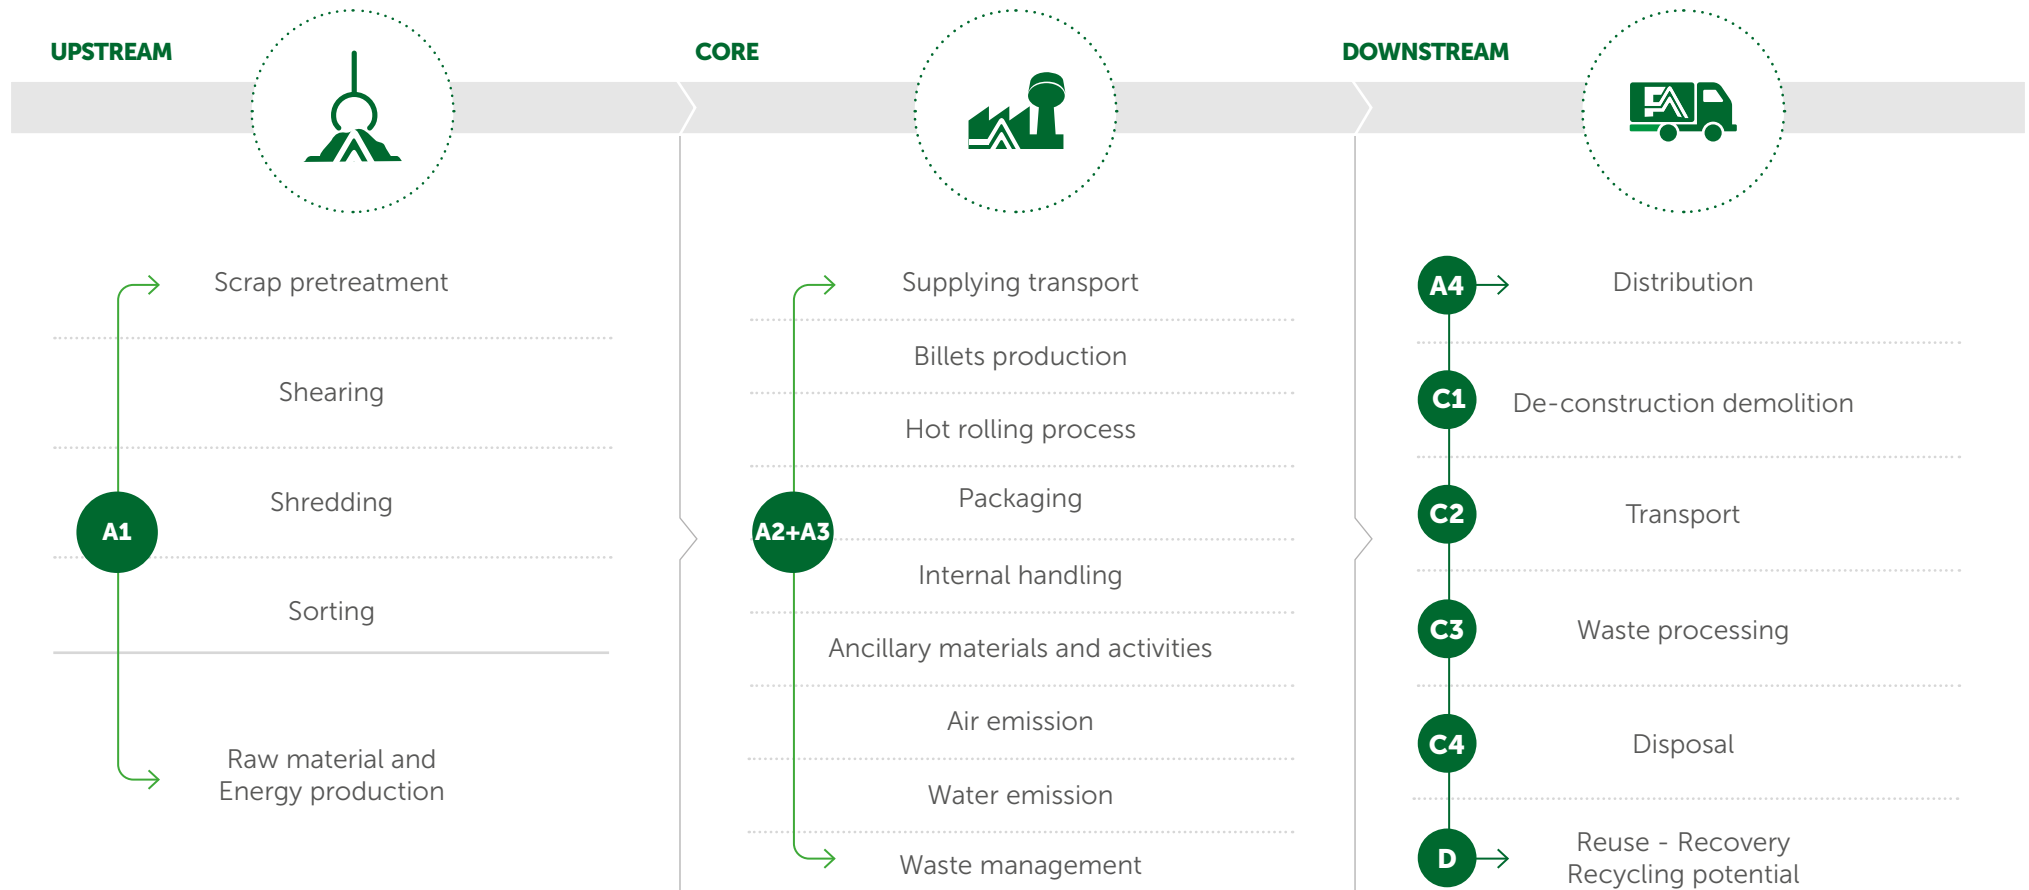 UPSTREAM
Scrap pretreatment
Shearing
Shredding
A1
Sorting
Raw material and
Energy production
CORE
Supplying transport
Billets production
Hot rolling process
Packaging
A2+A3
Internal handling
Ancillary materials and activities
Air emission
Water emission
Waste management
DOWNSTREAM
A4
Distribution
C1
De-construction demolition
C2
Transport
C3
Waste processing
C4
Disposal
D
Reuse - Recovery
Recycling potential